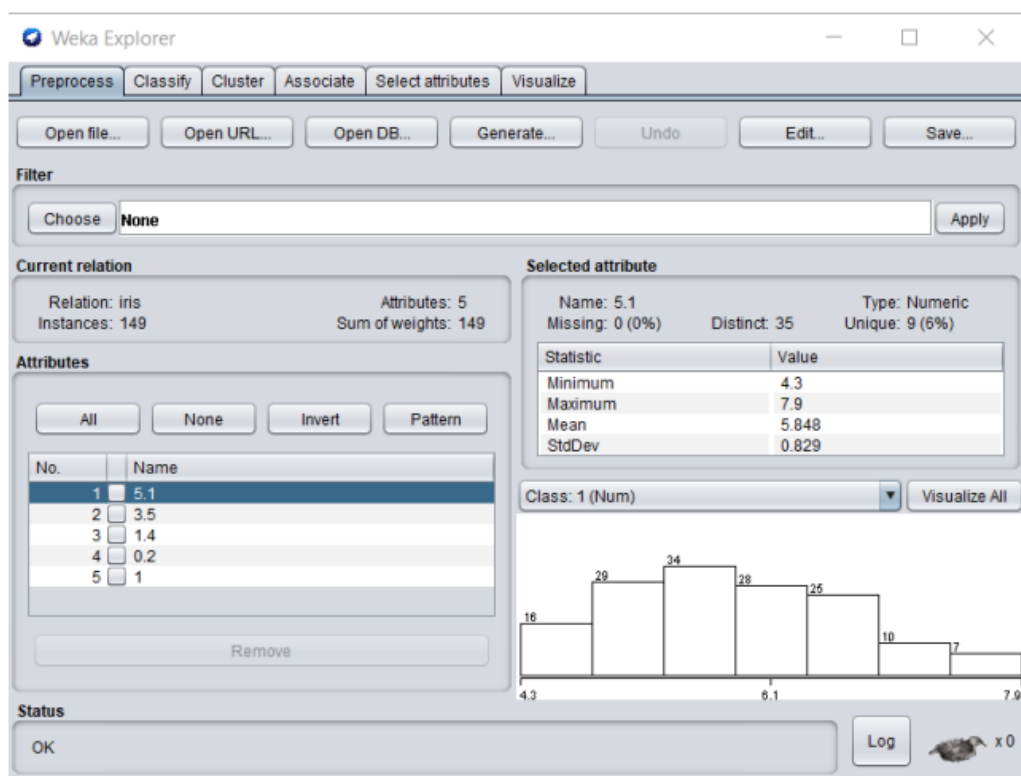 Weka Explorer
Preprocess Classify Cluster Associate Select attributes Visualize
Open file... Open URL... Open DB... Generate... Undo Edit... Save...
Filter
Choose None Apply
Current relation
Relation: iris Attributes: 5
Instances: 149 Sum of weights: 149
Attributes
All None Invert Pattern
No. Name
1 5.1
2 3.5
3 1.4
4 0.2
5 1
Remove
Selected attribute
Name: 5.1 Type: Numeric
Missing: 0 (0%) Distinct: 35 Unique: 9 (6%)
Statistic Value
Minimum 4.3
Maximum 7.9
Mean 5.848
StdDev 0.829
Class: 1 (Num) Visualize All
16 29 34 28 25 10 7
4.3 6.1 7.9
Status
OK Log x 0